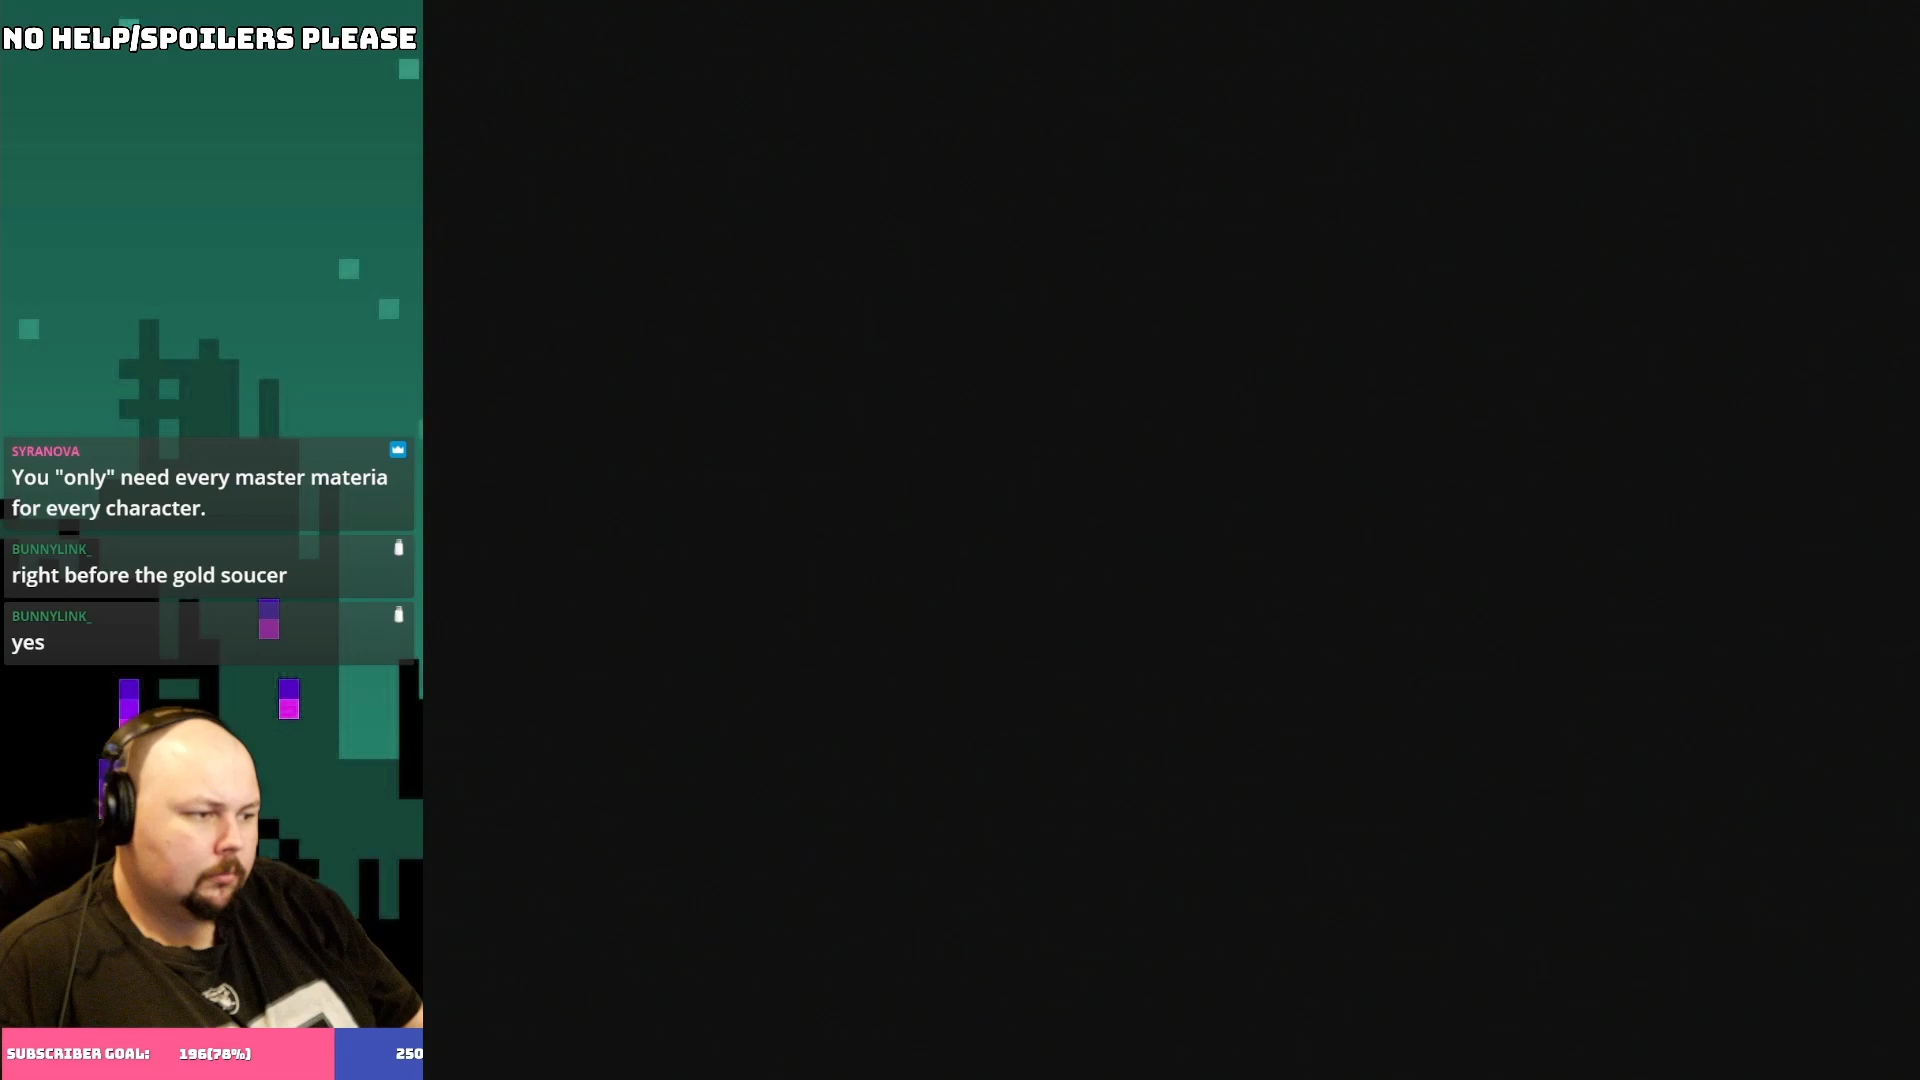 NO HELP/SPOILERS PLEASE
SYRANOVA
You "only" need every master materia
for every character.
BUNNYLINK_
right before the gold soucer
BUNNYLINK_
yes
SUBSCRIBER GOAL: 196(78%) 250